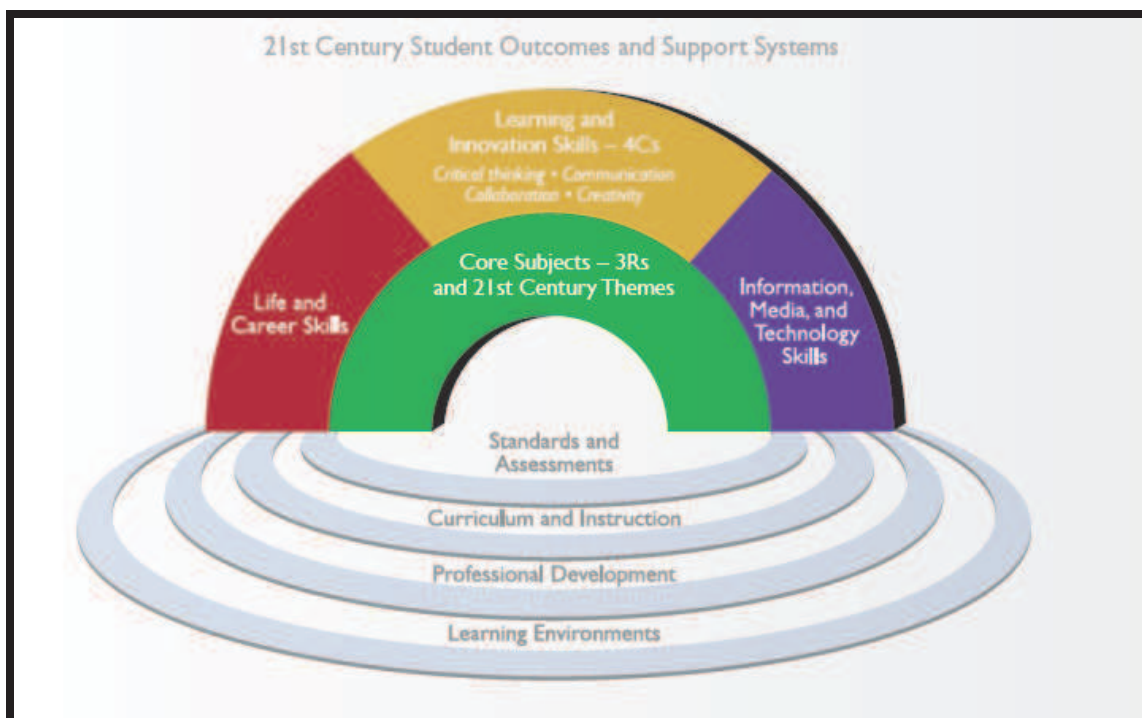 21st Century Student Outcomes and Support Systems
Learning and
Innovation Skills – 4Cs
Critical thinking • Communication
Collaboration • Creativity
Core Subjects – 3Rs
and 21st Century Themes
Life and
Career Skills
Information,
Media, and
Technology
Skills
Standards and
Assessments
Curriculum and Instruction
Professional Development
Learning Environments